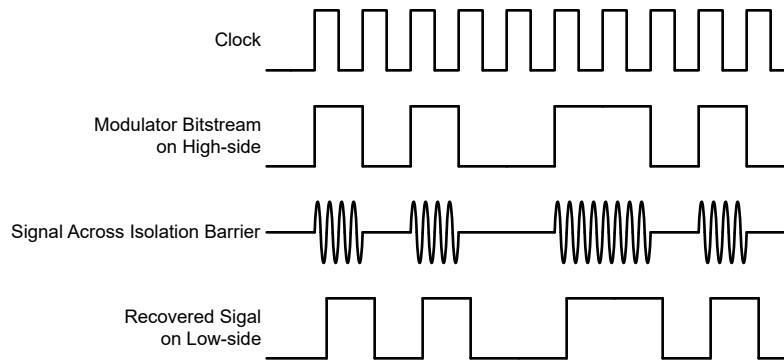 Clock
Modulator Bitstream
on High-side
Signal Across Isolation Barrier
Recovered Sigal
on Low-side